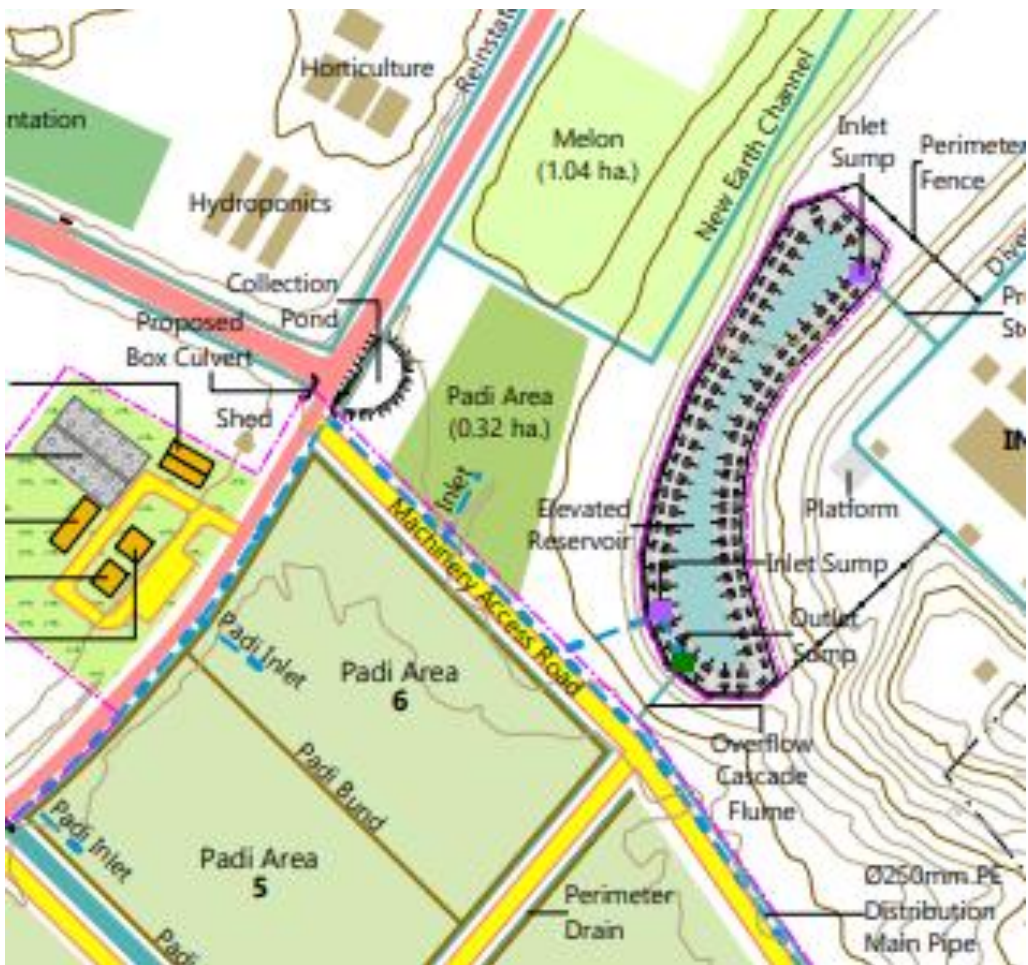 Horticulture
Reinstat
ntation
Melon
(1.04 ha.)
New Earth Channel
Inlet
Sump
Perimeter
Fence
Hydroponics
Collection
Pond
Proposed
Box Culvert
Shed
Padi Area
(0.32 ha.)
Inlet
Elevated
Reservoir
Platform
Inlet Sump
Outlet
Sump
Machinery Access Road
Padi Inlet
Padi Area
6
Padi Bund
Overflow
Cascade
Flume
Padi Inlet
Padi Area
5
Perimeter
Drain
Ø250mm PE
Distribution
Main Pipe
Padi